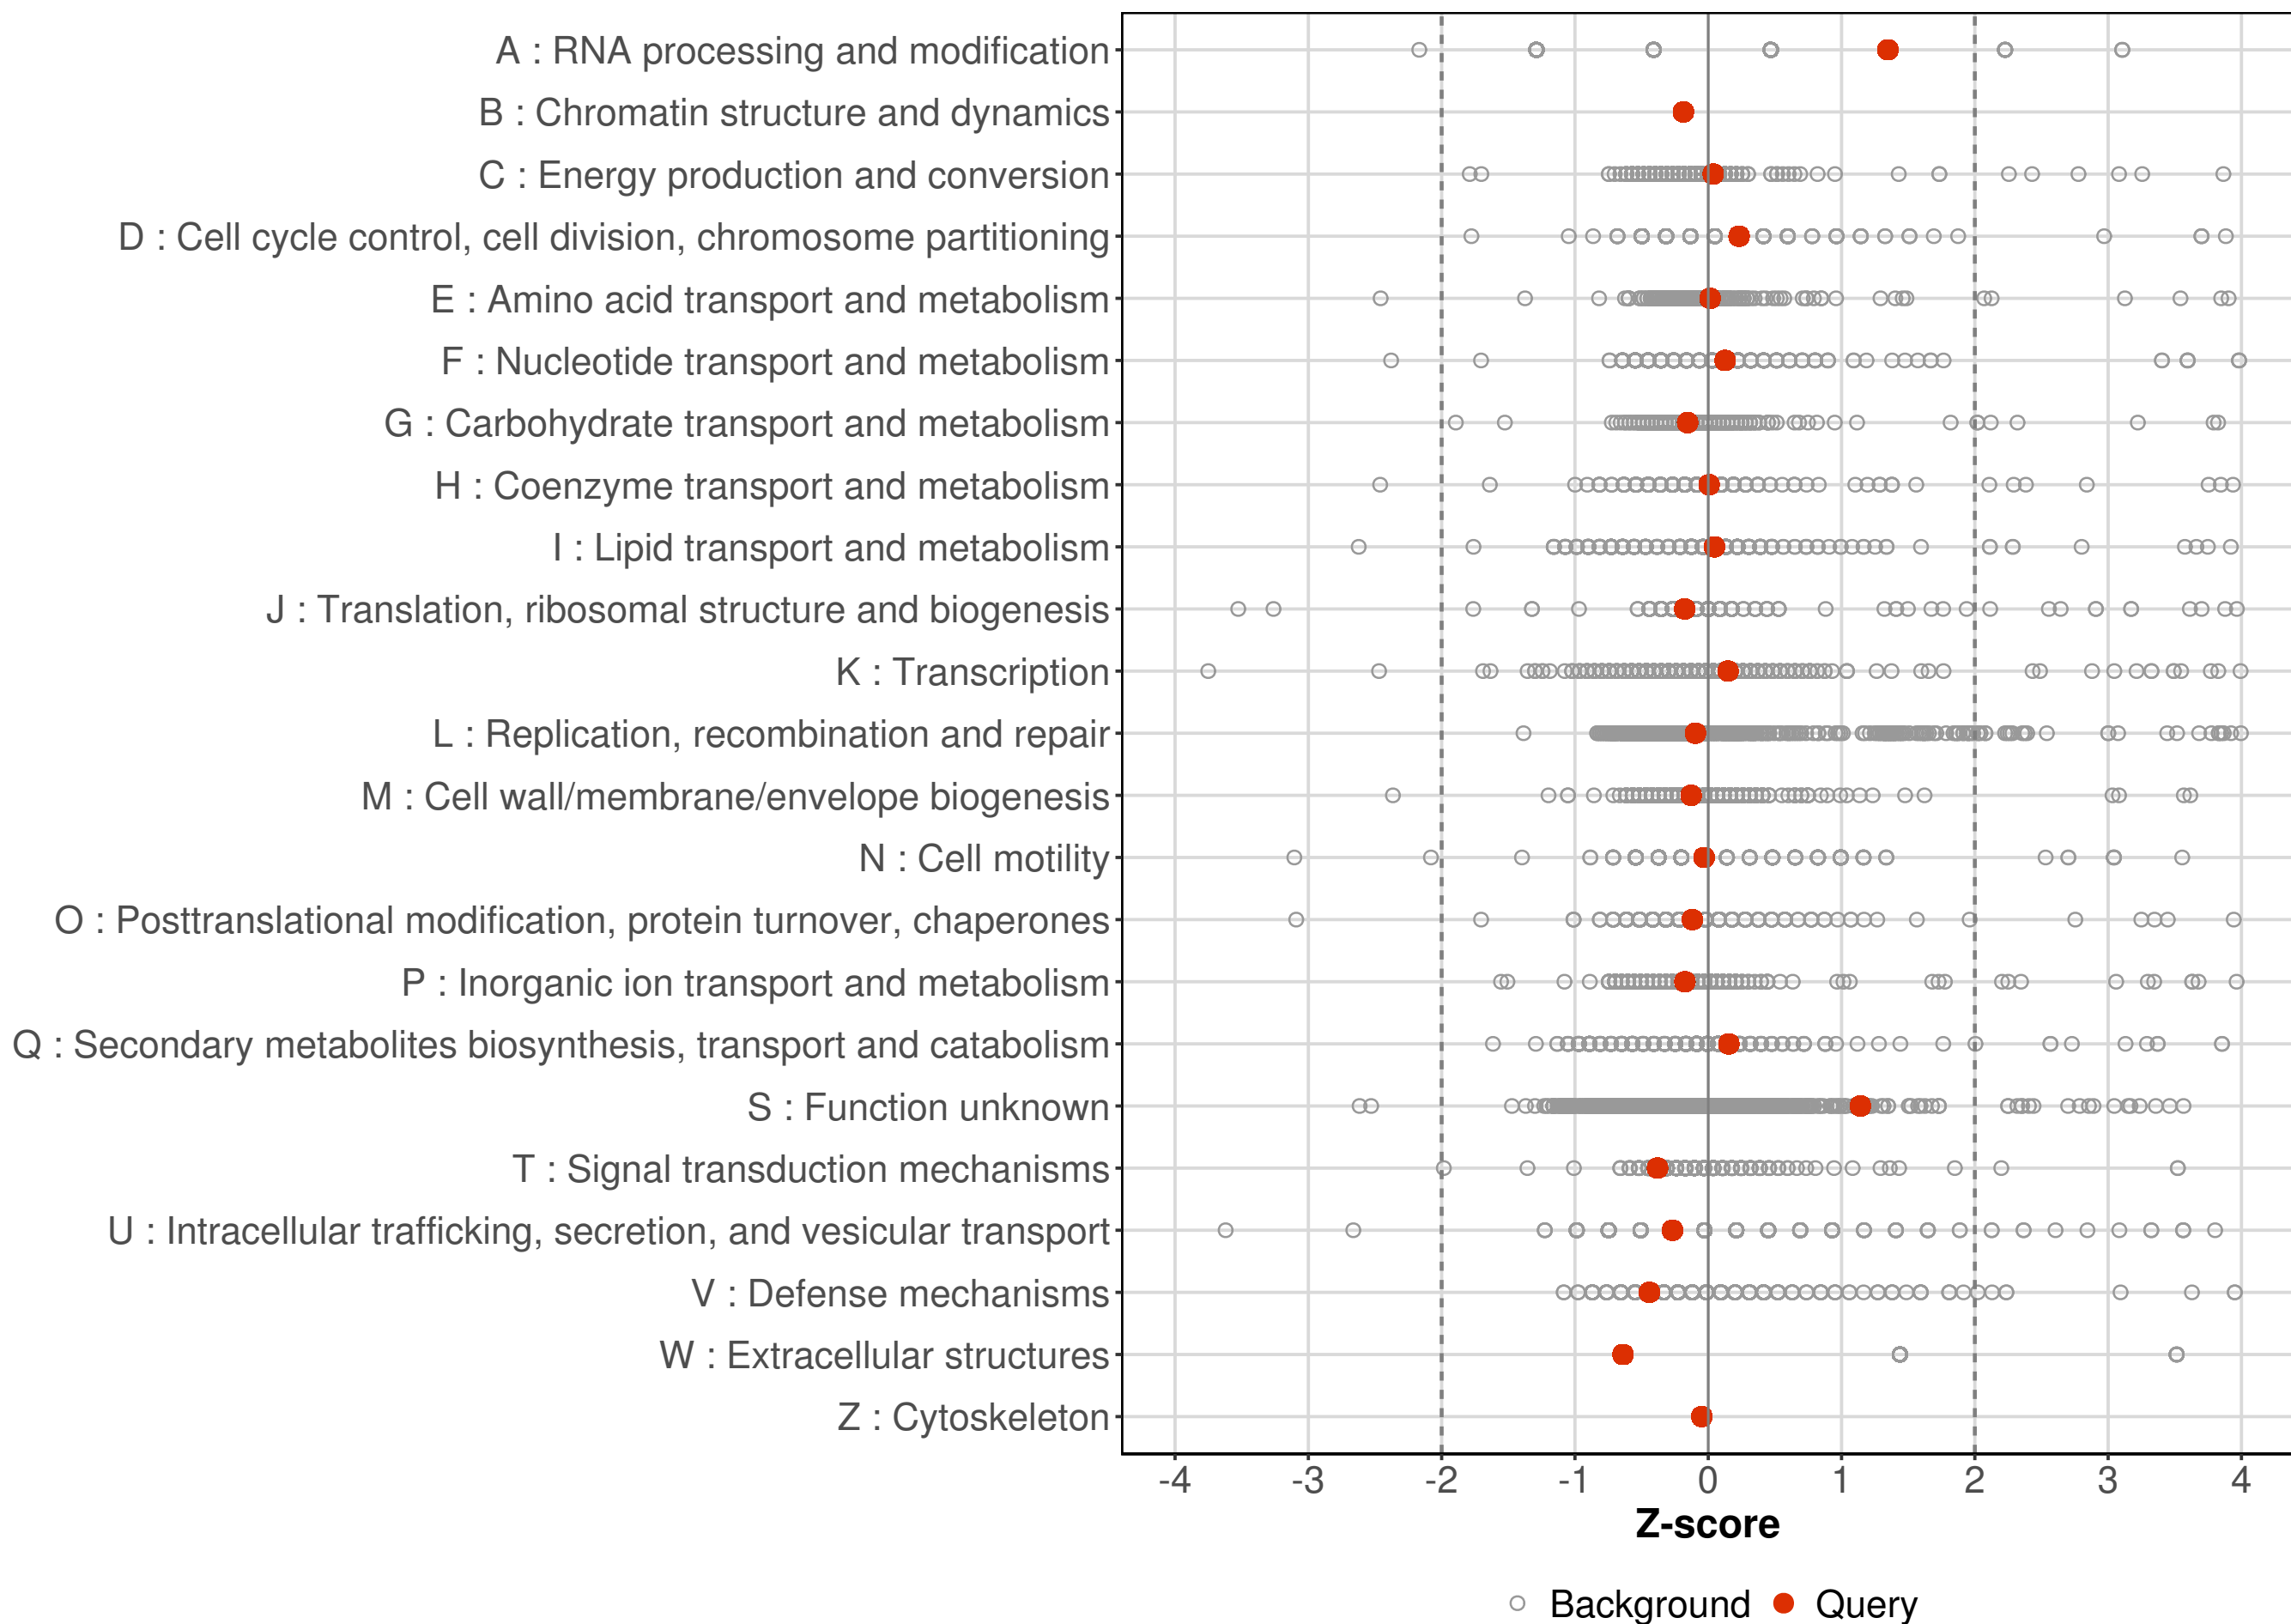 A : RNA processing and modification
B : Chromatin structure and dynamics
C : Energy production and conversion
D : Cell cycle control, cell division, chromosome partitioning
E : Amino acid transport and metabolism
F : Nucleotide transport and metabolism
G : Carbohydrate transport and metabolism
H : Coenzyme transport and metabolism
I : Lipid transport and metabolism
J : Translation, ribosomal structure and biogenesis
K : Transcription
L : Replication, recombination and repair
M : Cell wall/membrane/envelope biogenesis
N : Cell motility
O : Posttranslational modification, protein turnover, chaperones
P : Inorganic ion transport and metabolism
Q : Secondary metabolites biosynthesis, transport and catabolism
S : Function unknown
T : Signal transduction mechanisms
U : Intracellular trafficking, secretion, and vesicular transport
V : Defense mechanisms
W : Extracellular structures
Z : Cytoskeleton
-4 -3 -2 -1 0 1 2 3 4
Z-score
Background Query